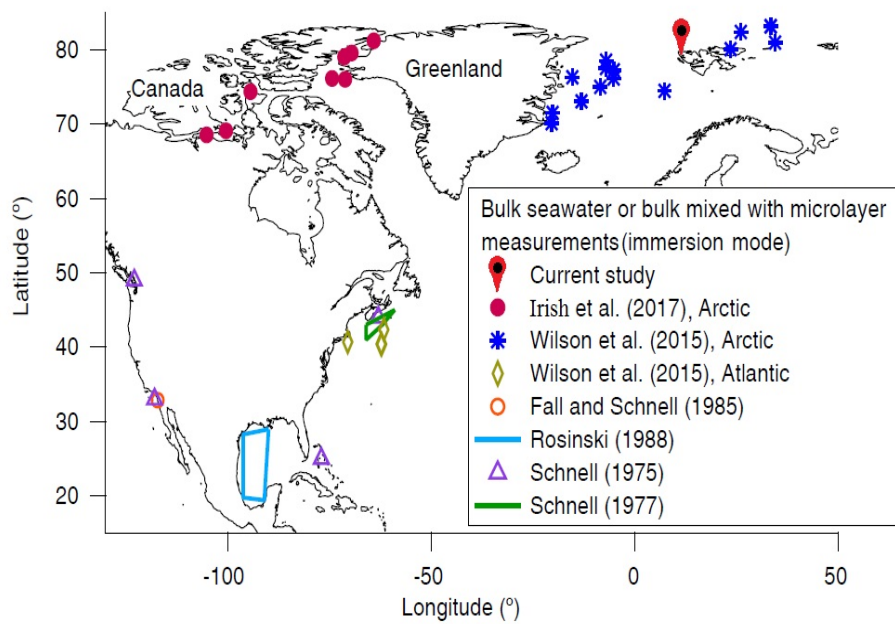 80
70
60
50
40
30
20
Latitude (º)
Canada
Greenland
Bulk seawater or bulk mixed with microlayer
measurements (immersion mode)
Current study
Irish et al. (2017), Arctic
Wilson et al. (2015), Arctic
Wilson et al. (2015), Atlantic
Fall and Schnell (1985)
Rosinski (1988)
Schnell (1975)
Schnell (1977)
-100 -50 0 50
Longitude (º)